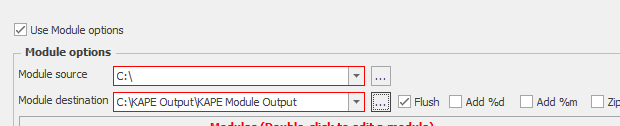 Use Module options
Module options
Module source C:\ ...
Module destination C:\KAPE Output\KAPE Module Output ... Flush Add %d Add %m Zip
Modules (Double-click to edit a module)